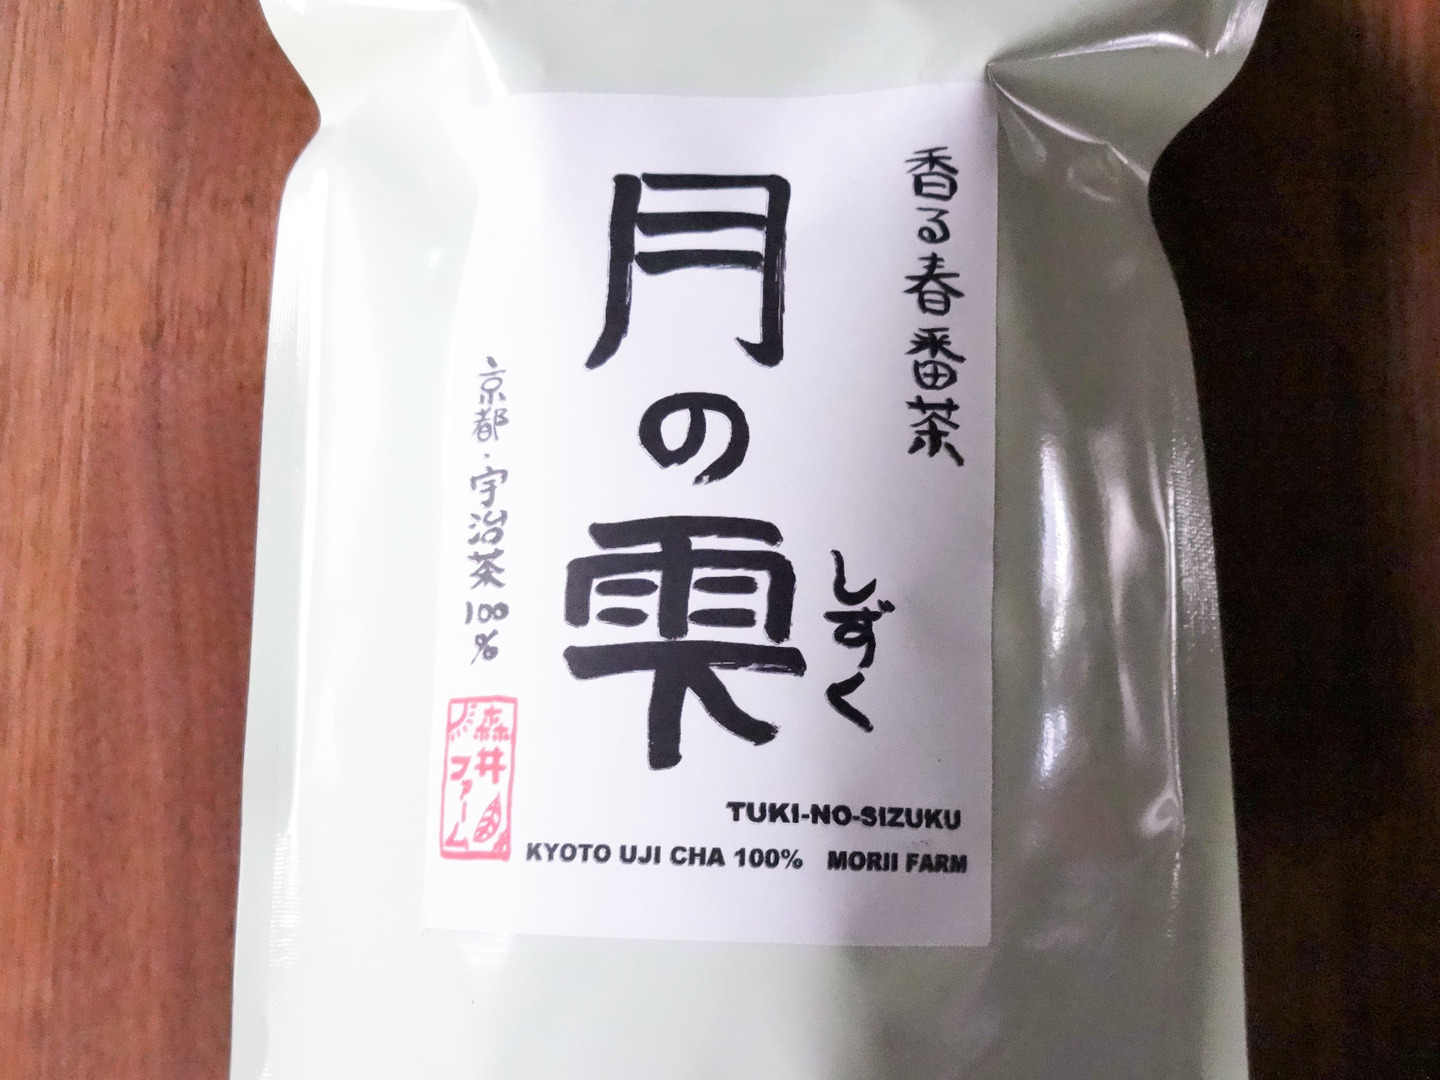 香る春番茶
月の雫
しずく
京都・宇治茶100%
森井
ファーム
TUKI-NO-SIZUKU
KYOTO UJI CHA 100% MORII FARM